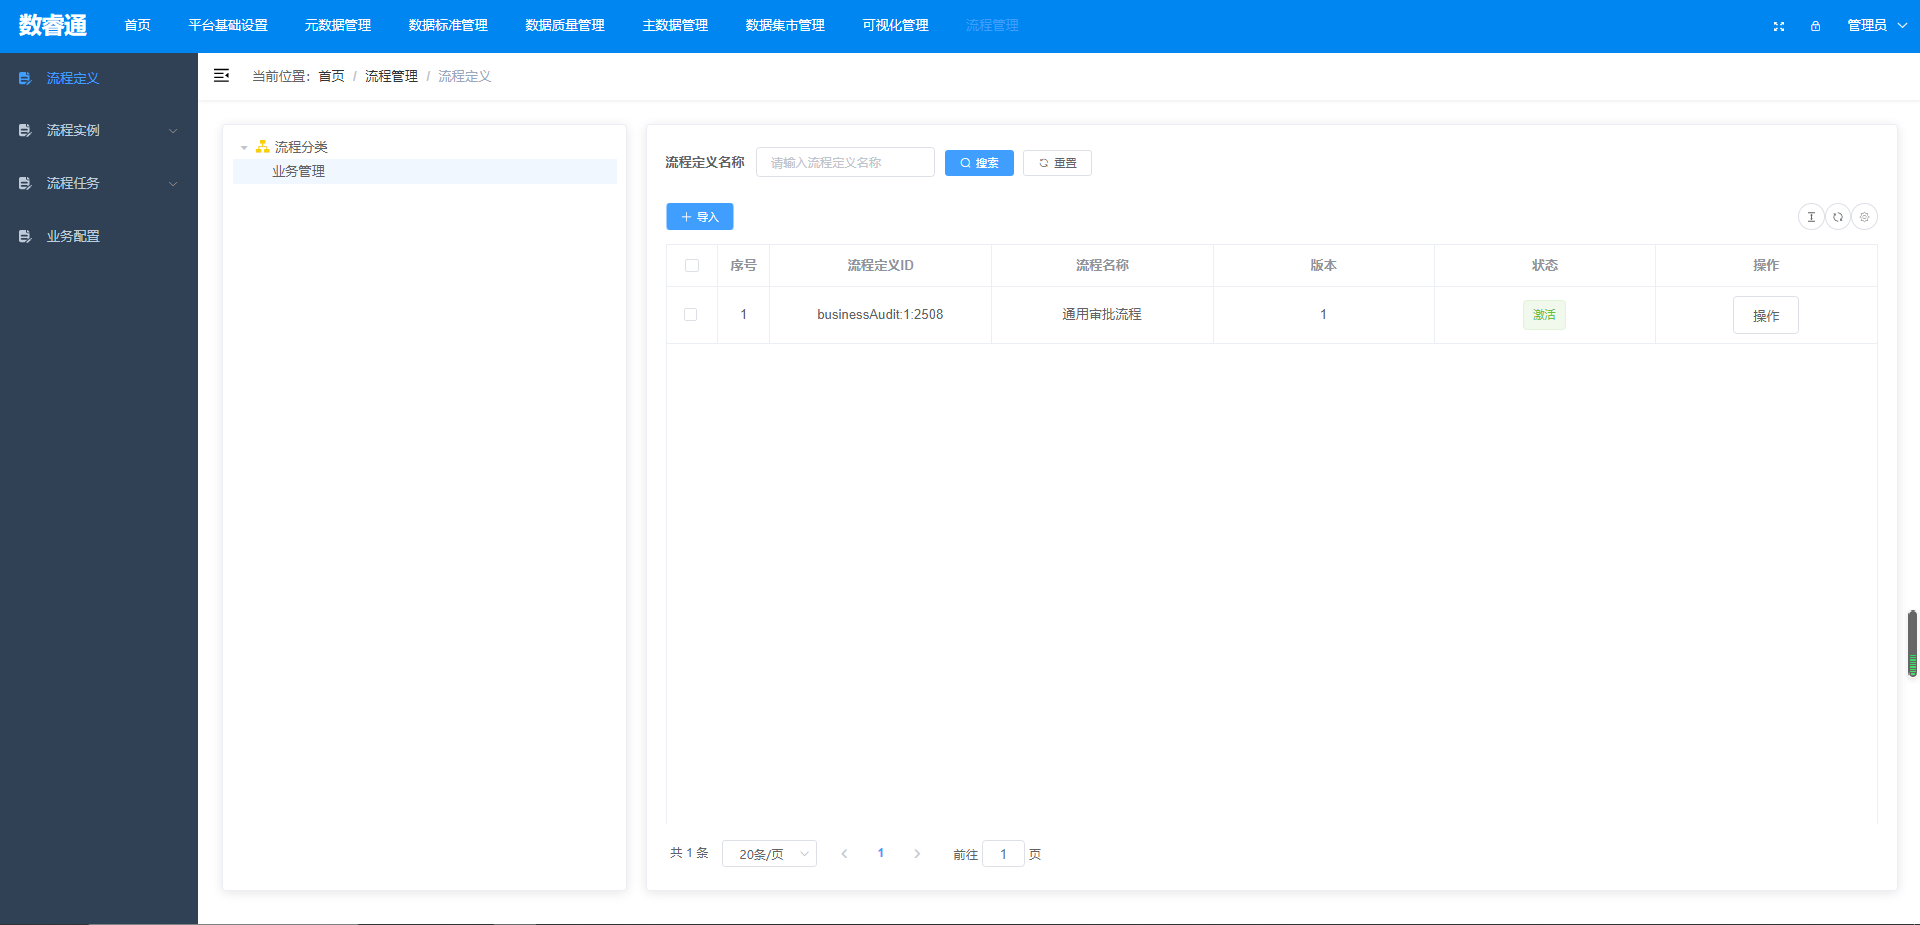 数睿通 首页 平台基础设置 元数据管理 数据标准管理 数据质量管理 主数据管理 数据集市管理 可视化管理 流程管理 管理员
流程定义
流程实例
流程任务
业务配置
当前位置： 首页 / 流程管理 / 流程定义
流程分类
业务管理
流程定义名称 请输入流程定义名称 搜索 重置
导入
序号 流程定义ID 流程名称 版本 状态 操作
1 businessAudit:1:2508 通用审批流程 1 激活 操作
共 1 条 20条/页 1 前往 1 页